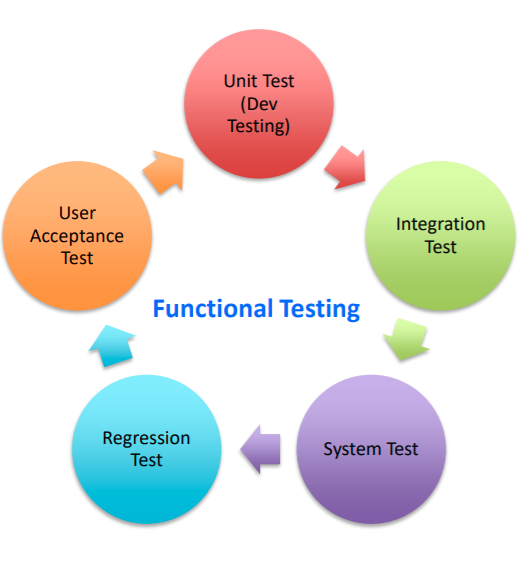 Unit Test
(Dev
Testing)
Integration
Test
System Test
Regression
Test
User
Acceptance
Test
Functional Testing